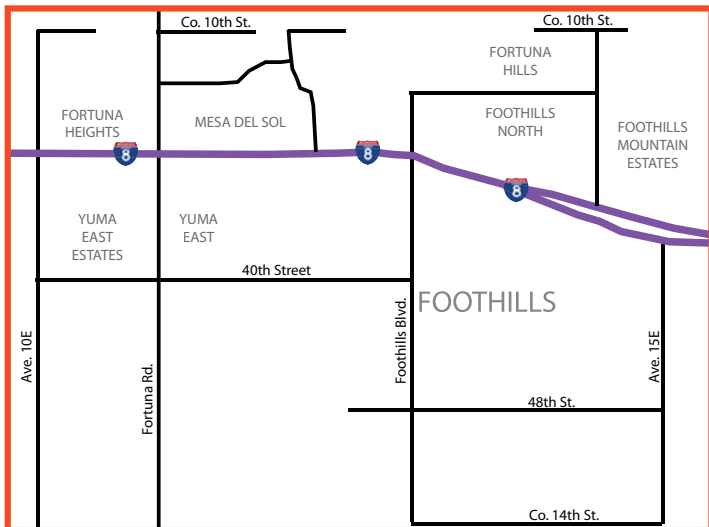 Co. 10th St.
Co. 10th St.
FORTUNA
HILLS
FORTUNA
HEIGHTS
MESA DEL SOL
FOOTHILLS
NORTH
FOOTHILLS
MOUNTAIN
ESTATES
8
8
8
YUMA
EAST
ESTATES
YUMA
EAST
40th Street
FOOTHILLS
Ave. 10E
Fortuna Rd.
Foothills Blvd.
Ave. 15E
48th St.
Co. 14th St.